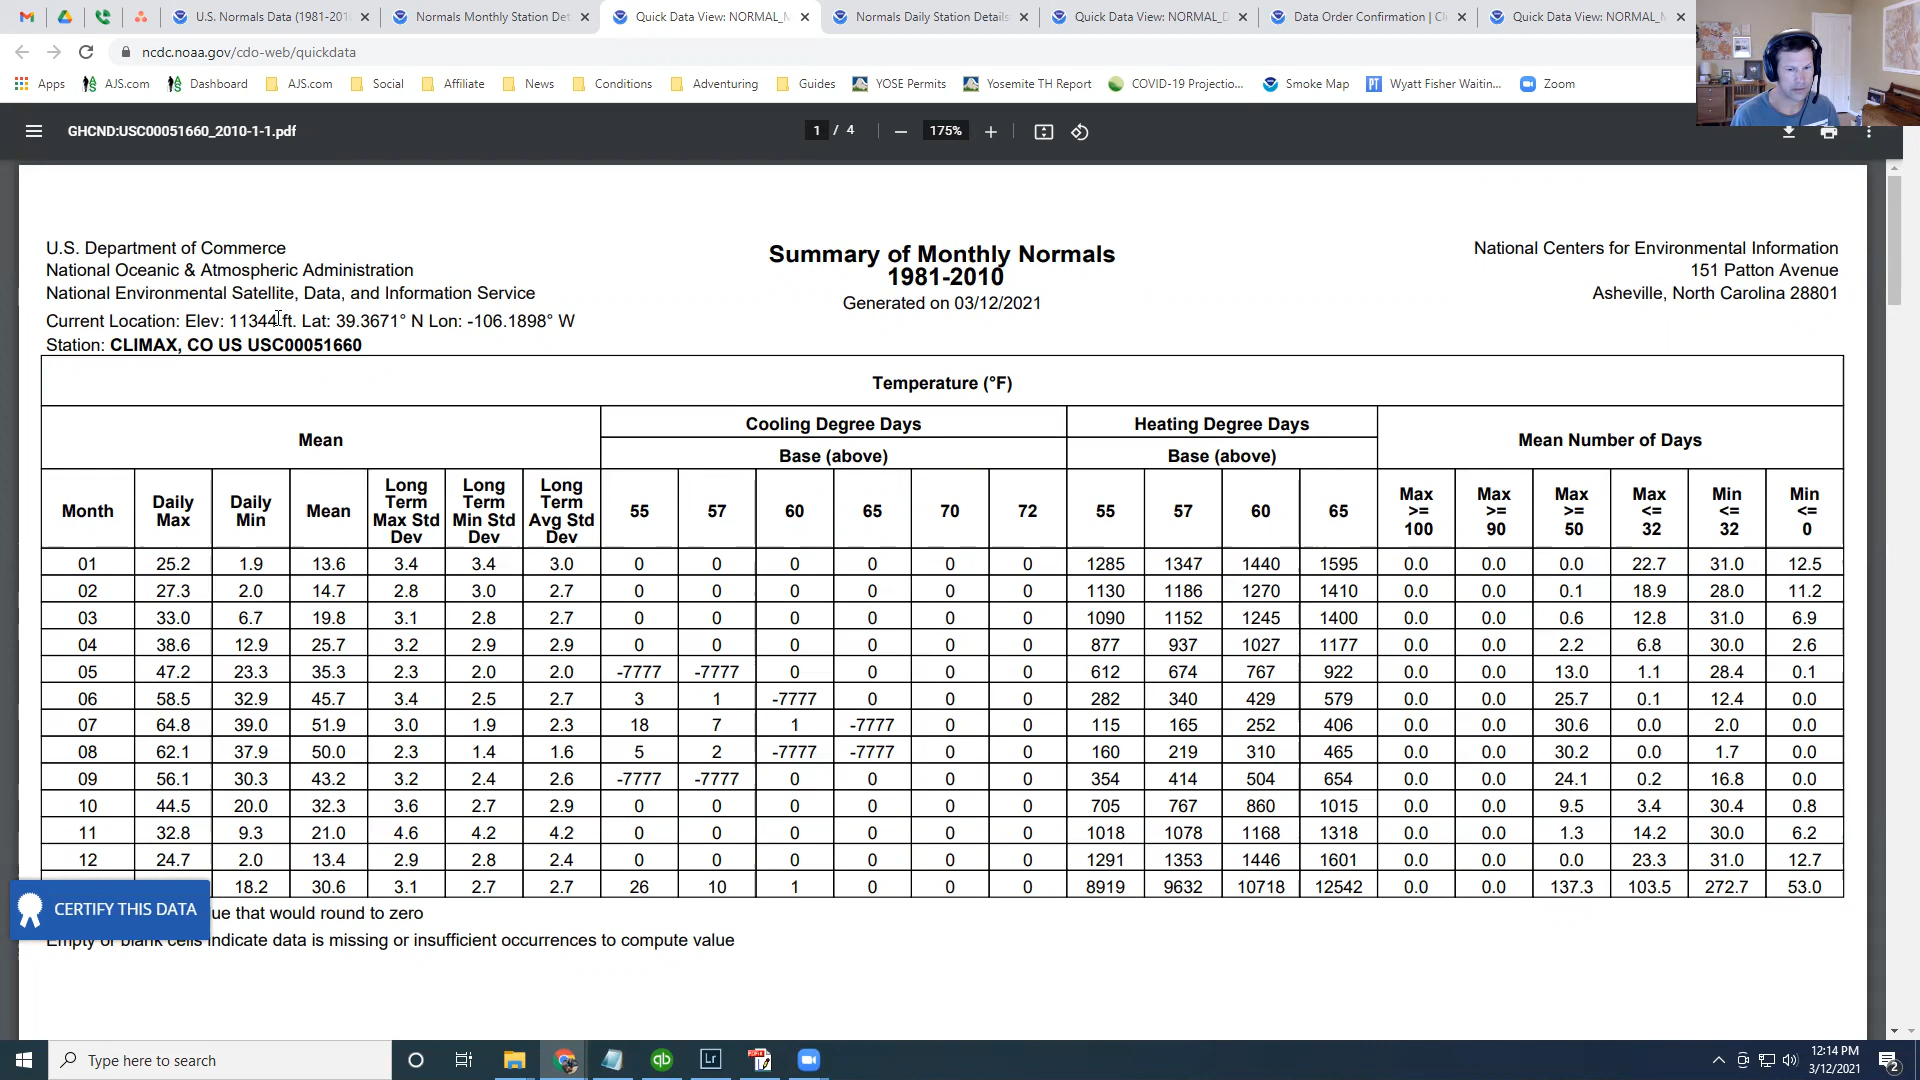 U.S. Normals Data (1981-201
Normals Monthly Station Det
Quick Data View: NORMAL_M
Normals Daily Station Details
Quick Data View: NORMAL_D
Data Order Confirmation | Cl
Quick Data View: NORMAL_M
ncdc.noaa.gov/cdo-web/quickdata
Apps AJS.com Dashboard AJS.com Social Affiliate News Conditions Adventuring Guides YOSE Permits Yosemite TH Report COVID-19 Projectio... Smoke Map PT Wyatt Fisher Waitin... Zoom
GHCND:USC00051660_2010-1-1.pdf 1 / 4 175%
U.S. Department of Commerce
National Oceanic & Atmospheric Administration
National Environmental Satellite, Data, and Information Service
Current Location: Elev: 11344 ft. Lat: 39.3671° N Lon: -106.1898° W
Station: CLIMAX, CO US USC00051660
Summary of Monthly Normals
1981-2010
Generated on 03/12/2021
National Centers for Environmental Information
151 Patton Avenue
Asheville, North Carolina 28801
Temperature (°F)
Mean Cooling Degree Days Heating Degree Days Mean Number of Days
Base (above) Base (above)
Month Daily Max Daily Min Mean Long Term Max Std Dev Long Term Min Std Dev Long Term Avg Std Dev 55 57 60 65 70 72 55 57 60 65 Max >= 100 Max >= 90 Max >= 50 Max <= 32 Min <= 32 Min <= 0
01 25.2 1.9 13.6 3.4 3.4 3.0 0 0 0 0 0 0 1285 1347 1440 1595 0.0 0.0 0.0 22.7 31.0 12.5
02 27.3 2.0 14.7 2.8 3.0 2.7 0 0 0 0 0 0 1130 1186 1270 1410 0.0 0.0 0.1 18.9 28.0 11.2
03 33.0 6.7 19.8 3.1 2.8 2.7 0 0 0 0 0 0 1090 1152 1245 1400 0.0 0.0 0.6 12.8 31.0 6.9
04 38.6 12.9 25.7 3.2 2.9 2.9 0 0 0 0 0 0 877 937 1027 1177 0.0 0.0 2.2 6.8 30.0 2.6
05 47.2 23.3 35.3 2.3 2.0 2.0 -7777 -7777 0 0 0 0 612 674 767 922 0.0 0.0 13.0 1.1 28.4 0.1
06 58.5 32.9 45.7 3.4 2.5 2.7 3 1 -7777 0 0 0 282 340 429 579 0.0 0.0 25.7 0.1 12.4 0.0
07 64.8 39.0 51.9 3.0 1.9 2.3 18 7 1 -7777 0 0 115 165 252 406 0.0 0.0 30.6 0.0 2.0 0.0
08 62.1 37.9 50.0 2.3 1.4 1.6 5 2 -7777 -7777 0 0 160 219 310 465 0.0 0.0 30.2 0.0 1.7 0.0
09 56.1 30.3 43.2 3.2 2.4 2.6 -7777 -7777 0 0 0 0 354 414 504 654 0.0 0.0 24.1 0.2 16.8 0.0
10 44.5 20.0 32.3 3.6 2.7 2.9 0 0 0 0 0 0 705 767 860 1015 0.0 0.0 9.5 3.4 30.4 0.8
11 32.8 9.3 21.0 4.6 4.2 4.2 0 0 0 0 0 0 1018 1078 1168 1318 0.0 0.0 1.3 14.2 30.0 6.2
12 24.7 2.0 13.4 2.9 2.8 2.4 0 0 0 0 0 0 1291 1353 1446 1601 0.0 0.0 0.0 23.3 31.0 12.7
18.2 30.6 3.1 2.7 2.7 26 10 1 0 0 0 8919 9632 10718 12542 0.0 0.0 137.3 103.5 272.7 53.0
CERTIFY THIS DATA
ue that would round to zero
Empty or blank cells indicate data is missing or insufficient occurrences to compute value
Type here to search
qb
Lr
12:14 PM
3/12/2021
2